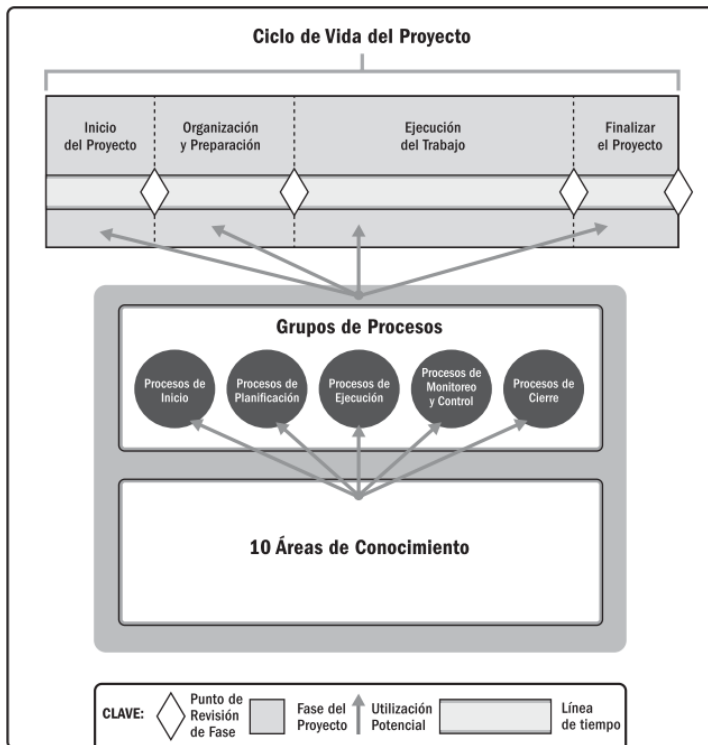 Ciclo de Vida del Proyecto
Inicio
del Proyecto
Organización
y Preparación
Ejecución
del Trabajo
Finalizar
el Proyecto
Grupos de Procesos
Procesos de
Inicio
Procesos de
Planificación
Procesos de
Ejecución
Procesos de
Monitoreo
y Control
Procesos de
Cierre
10 Áreas de Conocimiento
CLAVE:
Punto de
Revisión
de Fase
Fase del
Proyecto
Utilización
Potencial
Línea
de tiempo